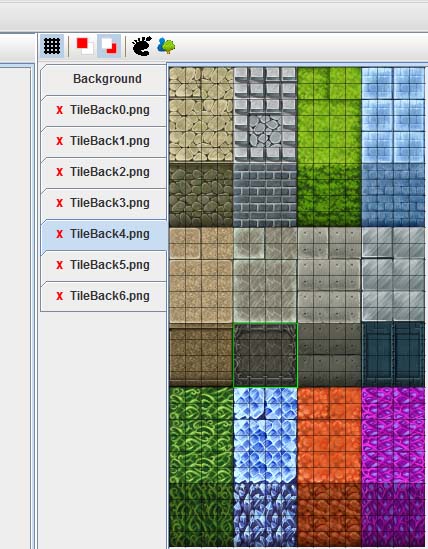 Background
x TileBack0.png
x TileBack1.png
x TileBack2.png
x TileBack3.png
x TileBack4.png
x TileBack5.png
x TileBack6.png